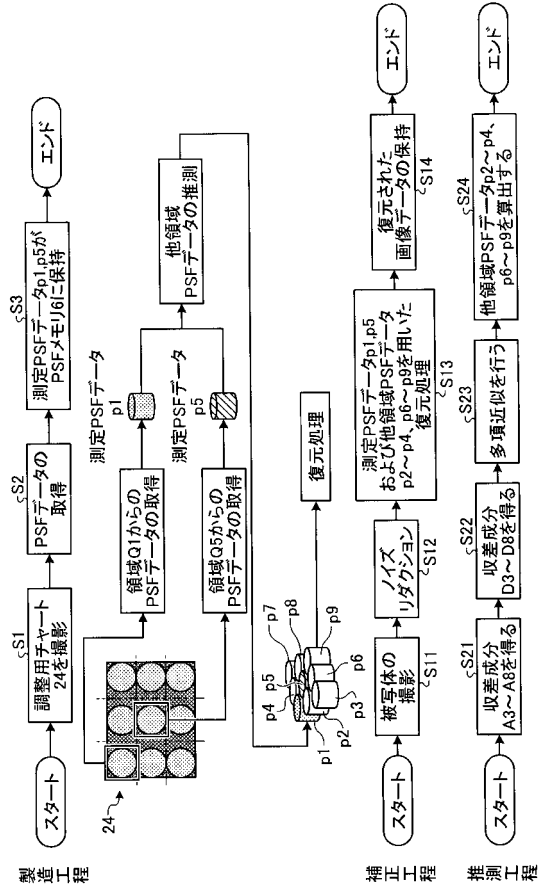 製造工程
スタート
S1
調整用チャート
24を撮影
S2
PSFデータの
取得
S3
測定PSFデータp1,p5が
PSFメモリ6に保持
エンド
24
領域Q1からの
PSFデータの取得
測定PSFデータ
p1
領域Q5からの
PSFデータの取得
測定PSFデータ
p5
他領域
PSFデータの推測
p1
p2
p3
p4
p5
p6
p7
p8
p9
復元処理
補正工程
スタート
被写体の
撮影
S11
ノイズ
リダクション
S12
測定PSFデータp1,p5
および他領域PSFデータ
p2～p4、p6～p9を用いた
復元処理
S13
復元された
画像データの保持
S14
エンド
推測工程
スタート
S21
収差成分
A3～A8を得る
S22
収差成分
D3～D8を得る
S23
多項近似を行う
S24
他領域PSFデータp2～p4、
p6～p9を算出する
エンド